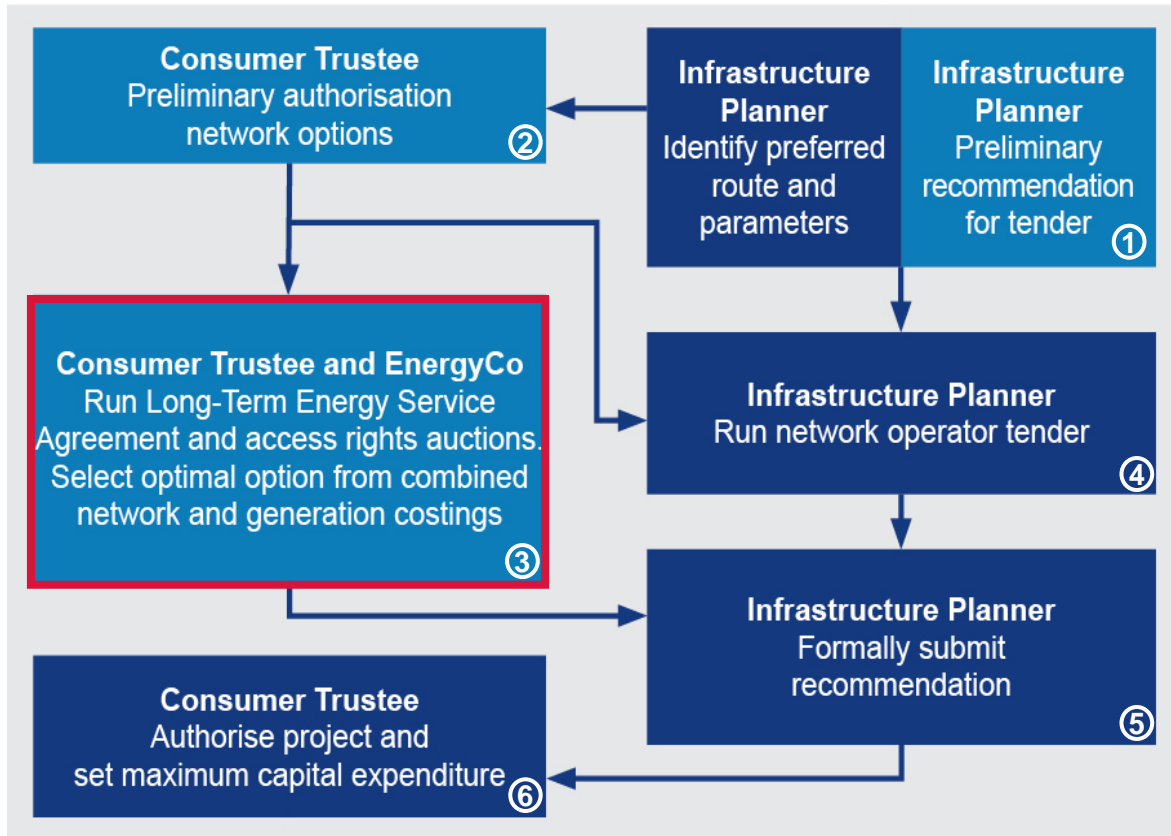 Consumer Trustee
Preliminary authorisation
network options
②
Infrastructure
Planner
Identify preferred
route and
parameters
Infrastructure
Planner
Preliminary
recommendation
for tender
①
Consumer Trustee and EnergyCo
Run Long-Term Energy Service
Agreement and access rights auctions.
Select optimal option from combined
network and generation costings
③
Infrastructure Planner
Run network operator tender
④
Infrastructure Planner
Formally submit
recommendation
⑤
Consumer Trustee
Authorise project and
set maximum capital expenditure
⑥